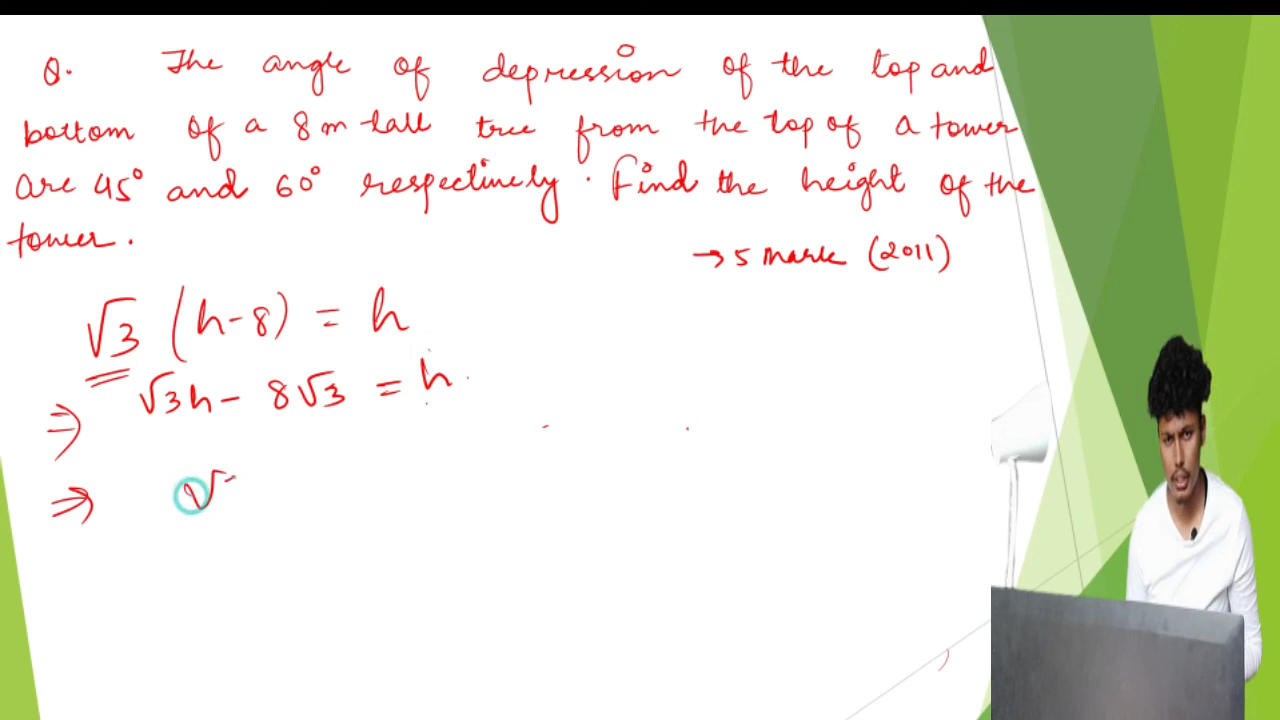 Q. The angle of depression of the top and
bottom of a 8 m tall tree from the top of a tower
are 45° and 60° respectively. Find the height of the
tower.
→ 5 mark (2011)
√3 (h-8) = h
⇒ √3h - 8√3 = h
⇒ √